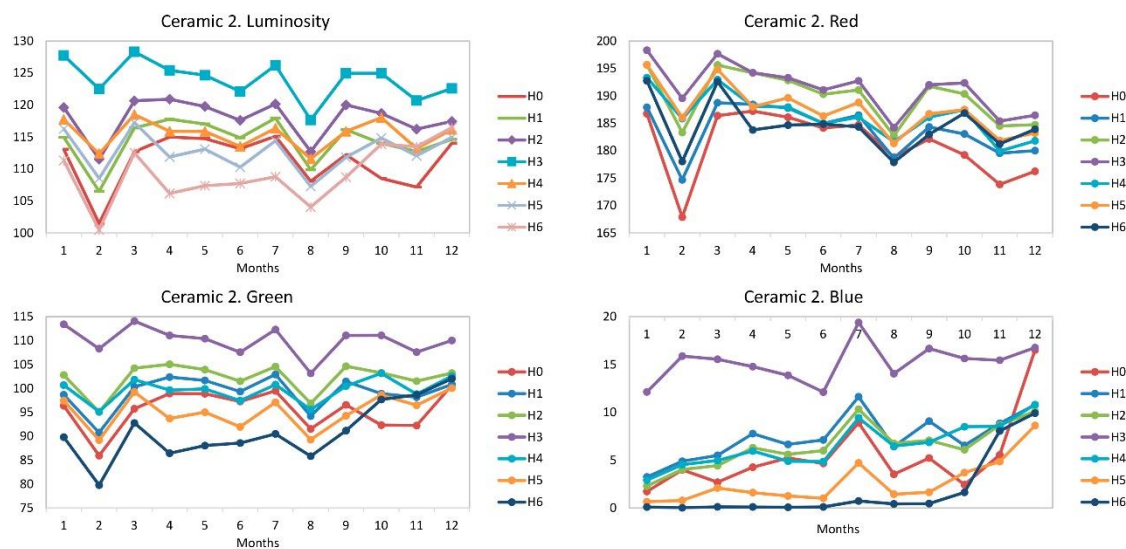 Ceramic 2. Luminosity
130
125
120
115
110
105
100
1 2 3 4 5 6 7 8 9 10 11 12
Months
H0
H1
H2
H3
H4
H5
H6
Ceramic 2. Red
200
195
190
185
180
175
170
165
1 2 3 4 5 6 7 8 9 10 11 12
Months
H0
H1
H2
H3
H4
H5
H6
Ceramic 2. Green
115
110
105
100
95
90
85
80
75
1 2 3 4 5 6 7 8 9 10 11 12
Months
H0
H1
H2
H3
H4
H5
H6
Ceramic 2. Blue
20
15
10
5
0
1 2 3 4 5 6 7 8 9 10 11 12
Months
H0
H1
H2
H3
H4
H5
H6